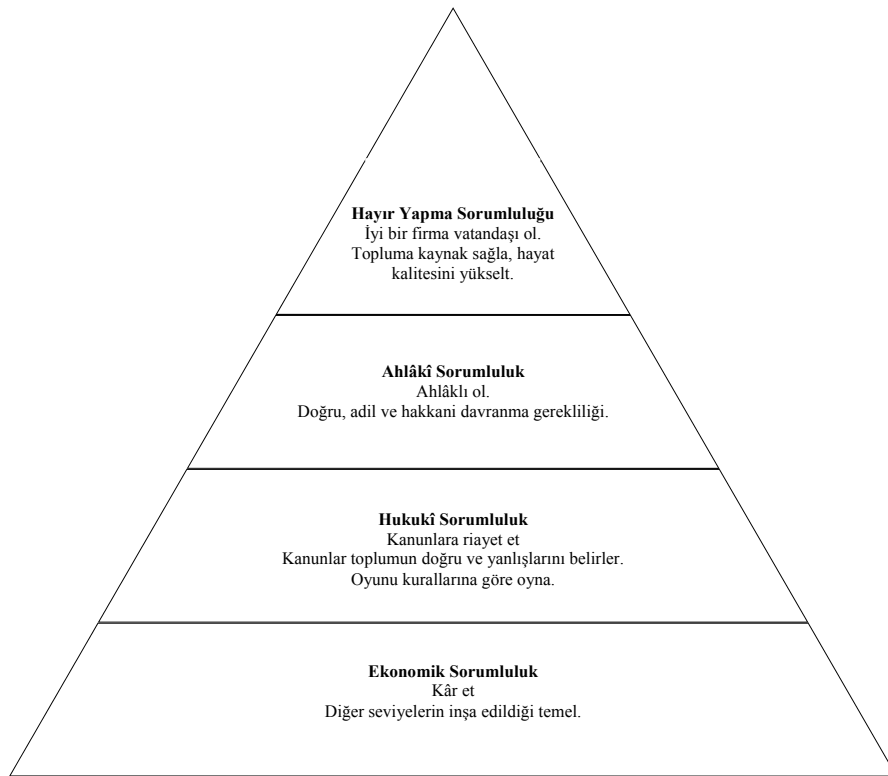 Hayır Yapma Sorumluluğu
İyi bir firma vatandaşı ol.
Topluma kaynak sağla, hayat
kalitesini yükselt.
Ahlâkî Sorumluluk
Ahlâklı ol.
Doğru, adil ve hakkani davranma gerekliliği.
Hukukî Sorumluluk
Kanunlara riayet et
Kanunlar toplumun doğru ve yanlışlarını belirler.
Oyunu kurallarına göre oyna.
Ekonomik Sorumluluk
Kâr et
Diğer seviyelerin inşa edildiği temel.